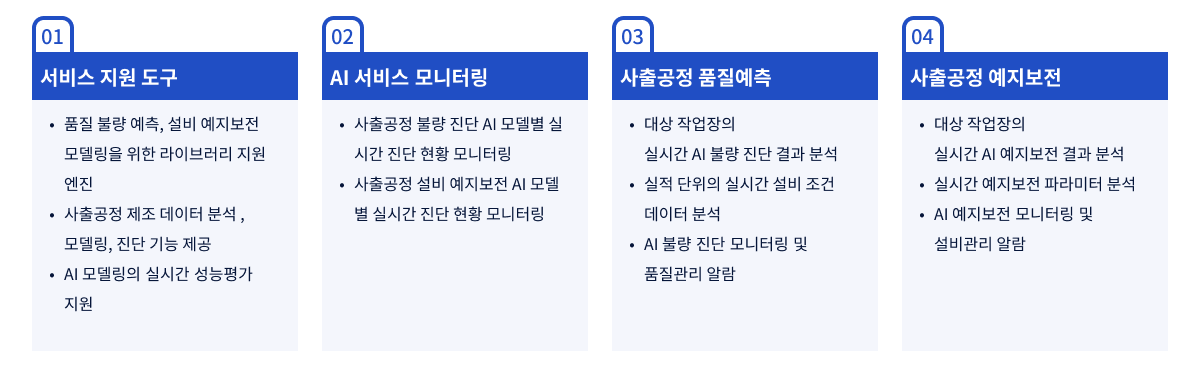 01
서비스 지원 도구
• 품질 불량 예측, 설비 예지보전
모델링을 위한 라이브러리 지원
엔진
• 사출공정 제조 데이터 분석 ,
모델링, 진단 기능 제공
• AI 모델링의 실시간 성능평가
지원
02
AI 서비스 모니터링
• 사출공정 불량 진단 AI 모델별 실
시간 진단 현황 모니터링
• 사출공정 설비 예지보전 AI 모델
별 실시간 진단 현황 모니터링
03
사출공정 품질예측
• 대상 작업장의
실시간 AI 불량 진단 결과 분석
• 실적 단위의 실시간 설비 조건
데이터 분석
• AI 불량 진단 모니터링 및
품질관리 알람
04
사출공정 예지보전
• 대상 작업장의
실시간 AI 예지보전 결과 분석
• 실시간 예지보전 파라미터 분석
• AI 예지보전 모니터링 및
설비관리 알람